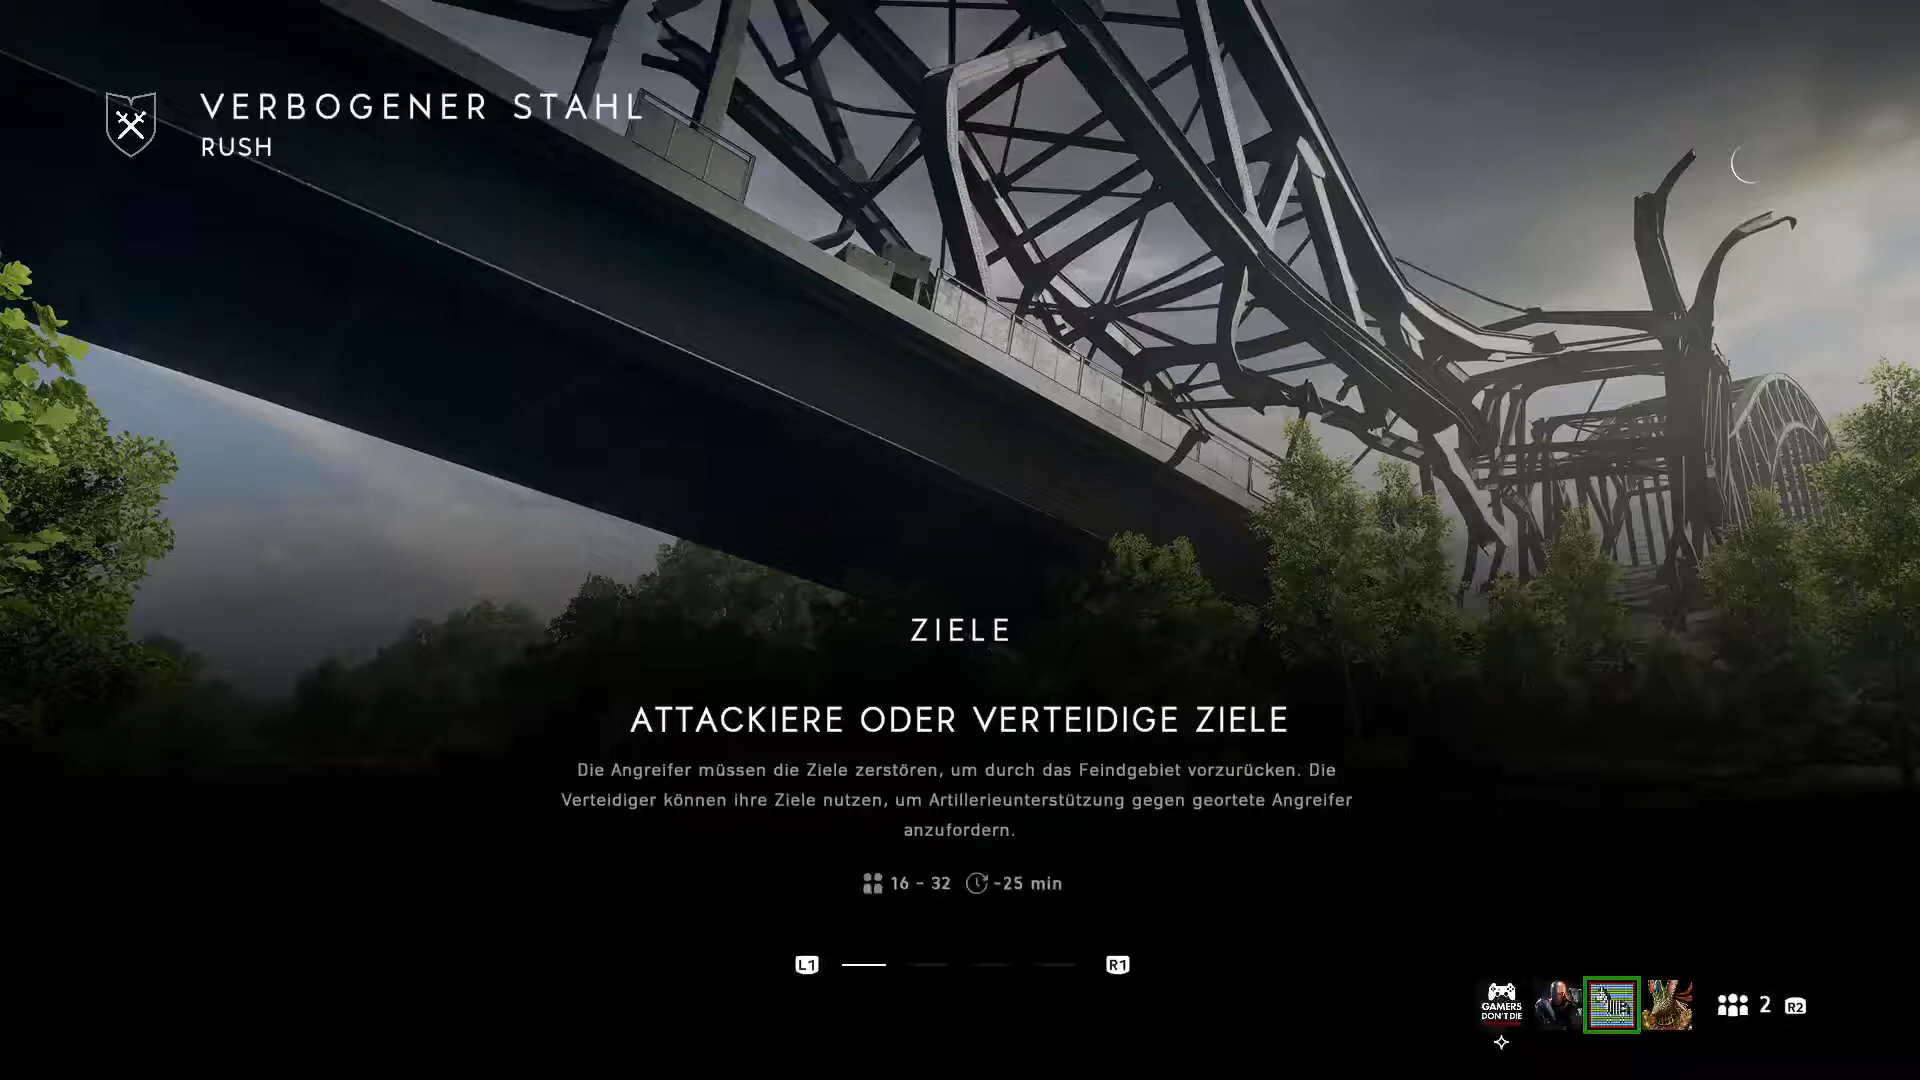 VERBOGENER STAHL
RUSH
ZIELE
ATTACKIERE ODER VERTEIDIGE ZIELE
Die Angreifer müssen die Ziele zerstören, um durch das Feindgebiet vorzurücken. Die
Verteidiger können ihre Ziele nutzen, um Artillerieunterstützung gegen geortete Angreifer
anzufordern.
16 - 32 -25 min
L1 R1
GAMERS
DON'T DIE
2 R2